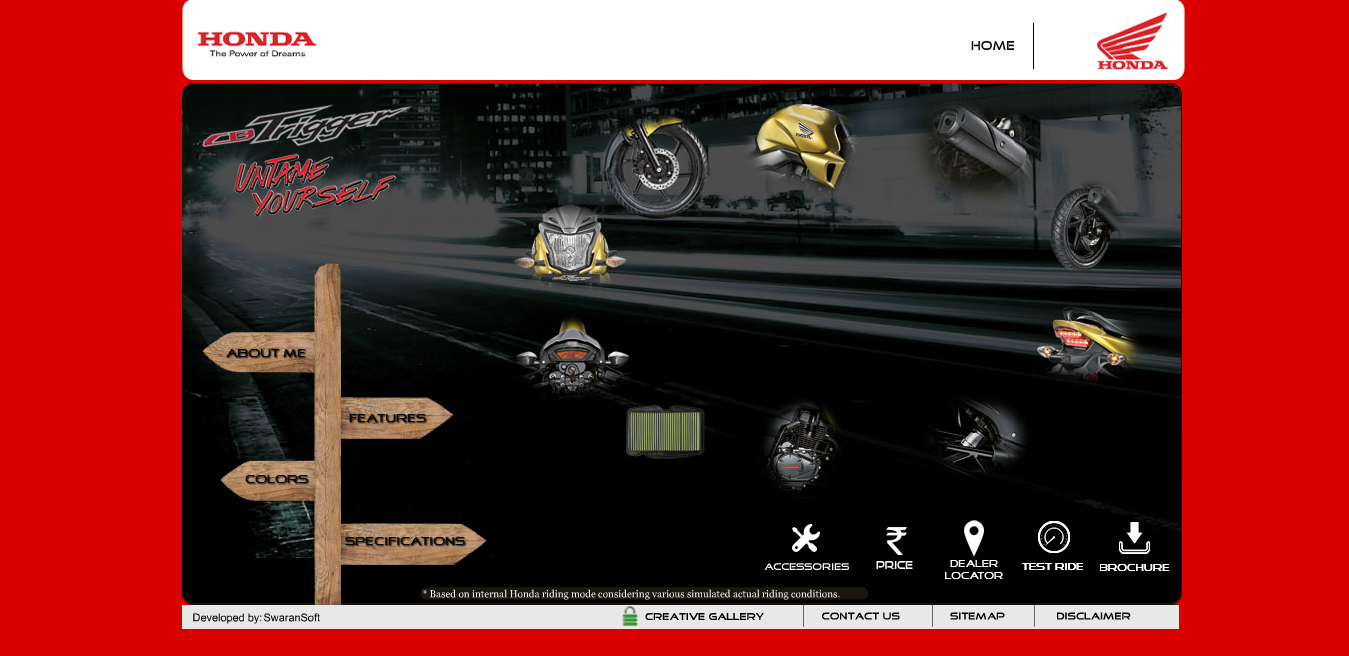 HONDA
The Power of Dreams
HOME
HONDA
CB Trigger
UNTAME
YOURSELF
ABOUT ME
FEATURES
COLORS
SPECIFICATIONS
ACCESSORIES
PRICE
DEALER
LOCATOR
TEST RIDE
BROCHURE
* Based on internal Honda riding mode considering various simulated actual riding conditions.
Developed by: SwaranSoft
CREATIVE GALLERY
CONTACT US
SITEMAP
DISCLAIMER